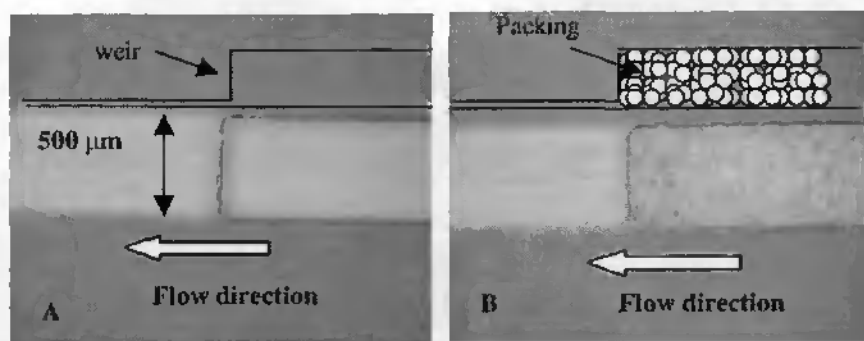 weir
500 μm
Flow direction
A
Packing
Flow direction
B